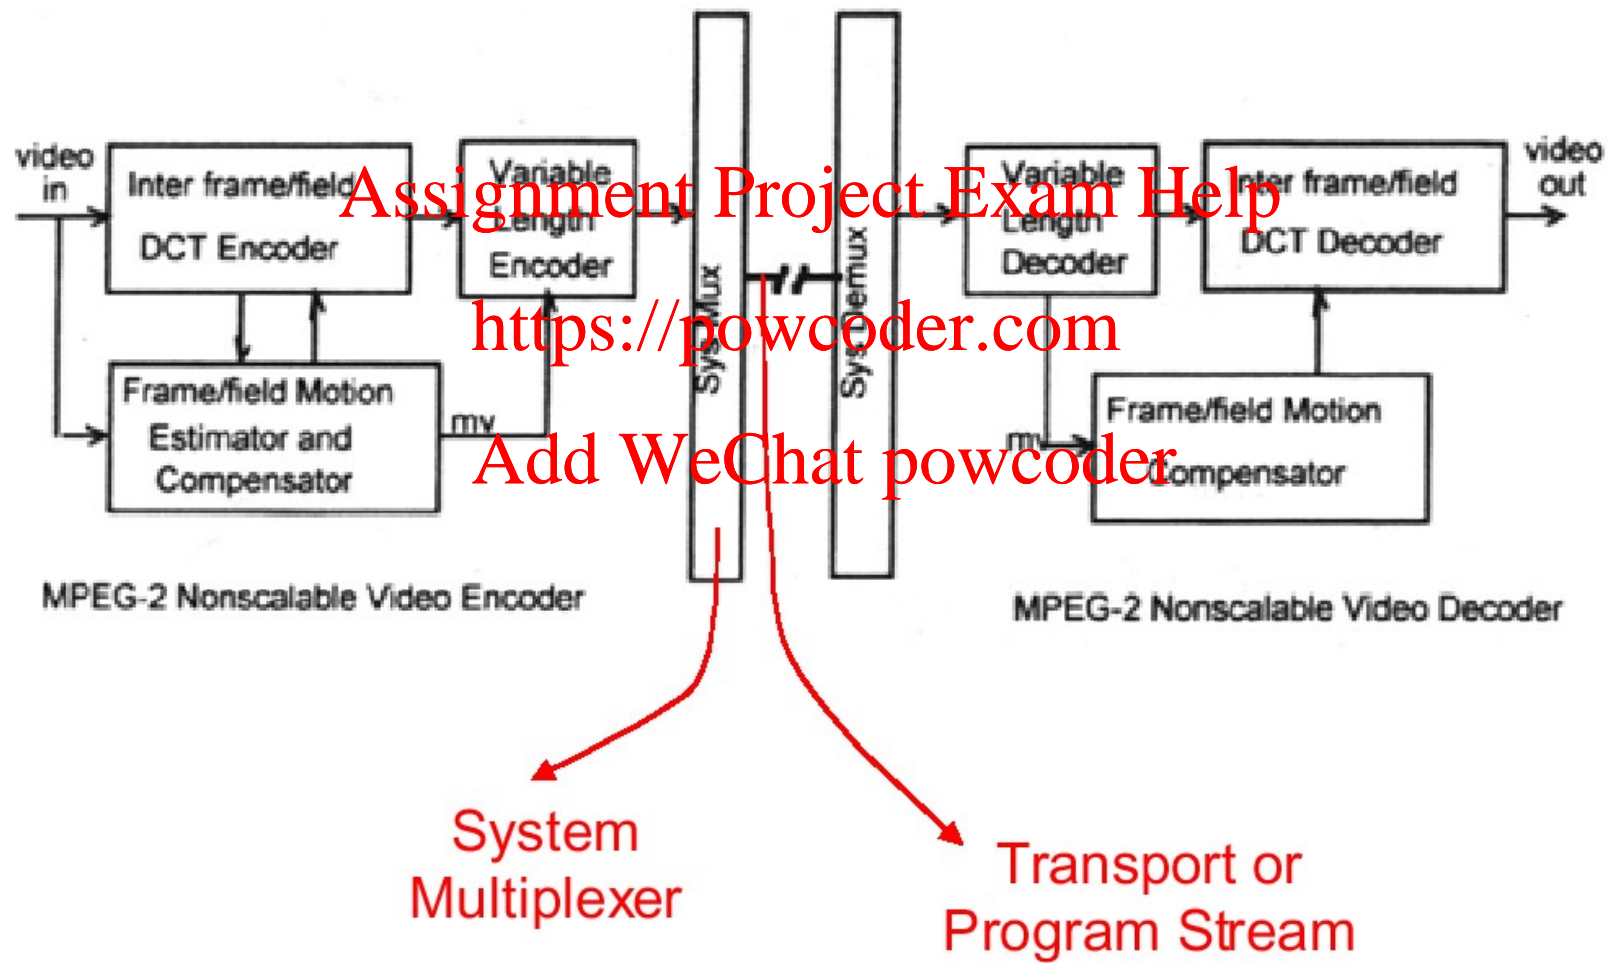 video
in
Inter frame/field
DCT Encoder
Variable
Length
Encoder
Frame/field Motion
Estimator and
Compensator
mv
Sys Mux
Sys Demux
Variable
Length
Decoder
Inter frame/field
DCT Decoder
video
out
mv
Frame/field Motion
Compensator
Assignment Project Exam Help
https://powcoder.com
Add WeChat powcoder
MPEG-2 Nonscalable Video Encoder
MPEG-2 Nonscalable Video Decoder
System
Multiplexer
Transport or
Program Stream